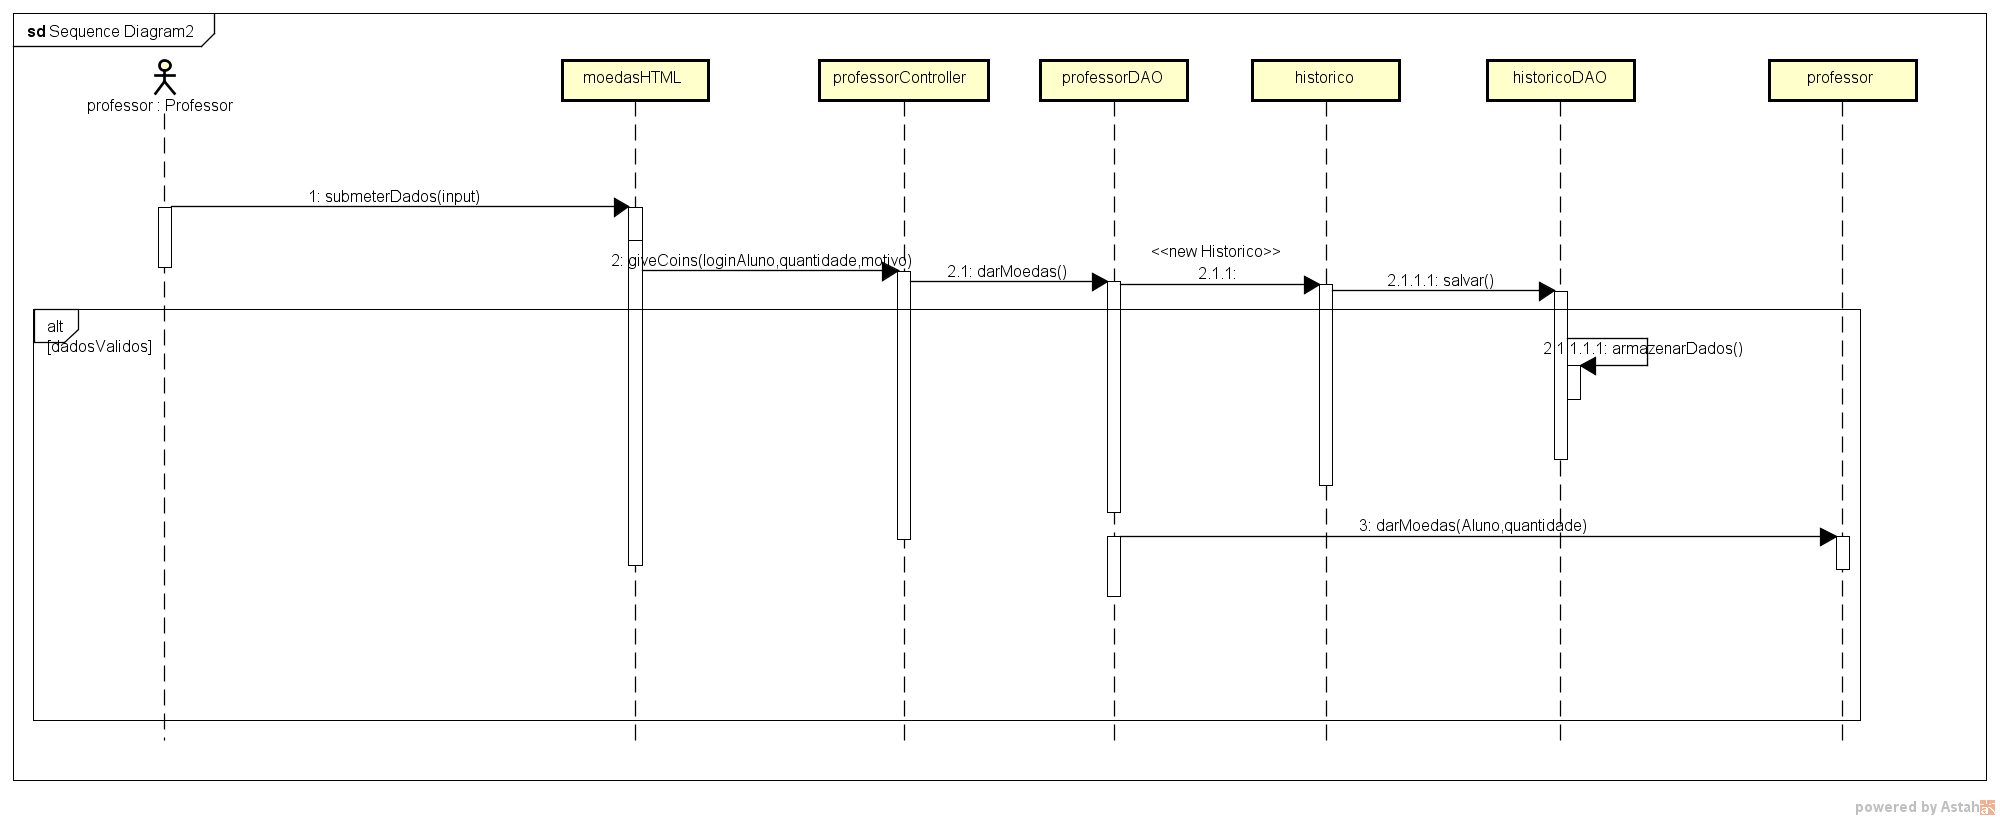 sd Sequence Diagram2
professor : Professor
moedasHTML
professorController
professorDAO
historico
historicoDAO
professor
1: submeterDados(input)
2: giveCoins(loginAluno,quantidade,motivo)
2.1: darMoedas()
<<new Historico>>
2.1.1:
2.1.1.1: salvar()
alt
[dadosValidos]
2.1.1.1.1: armazenarDados()
3: darMoedas(Aluno,quantidade)
powered by Astah